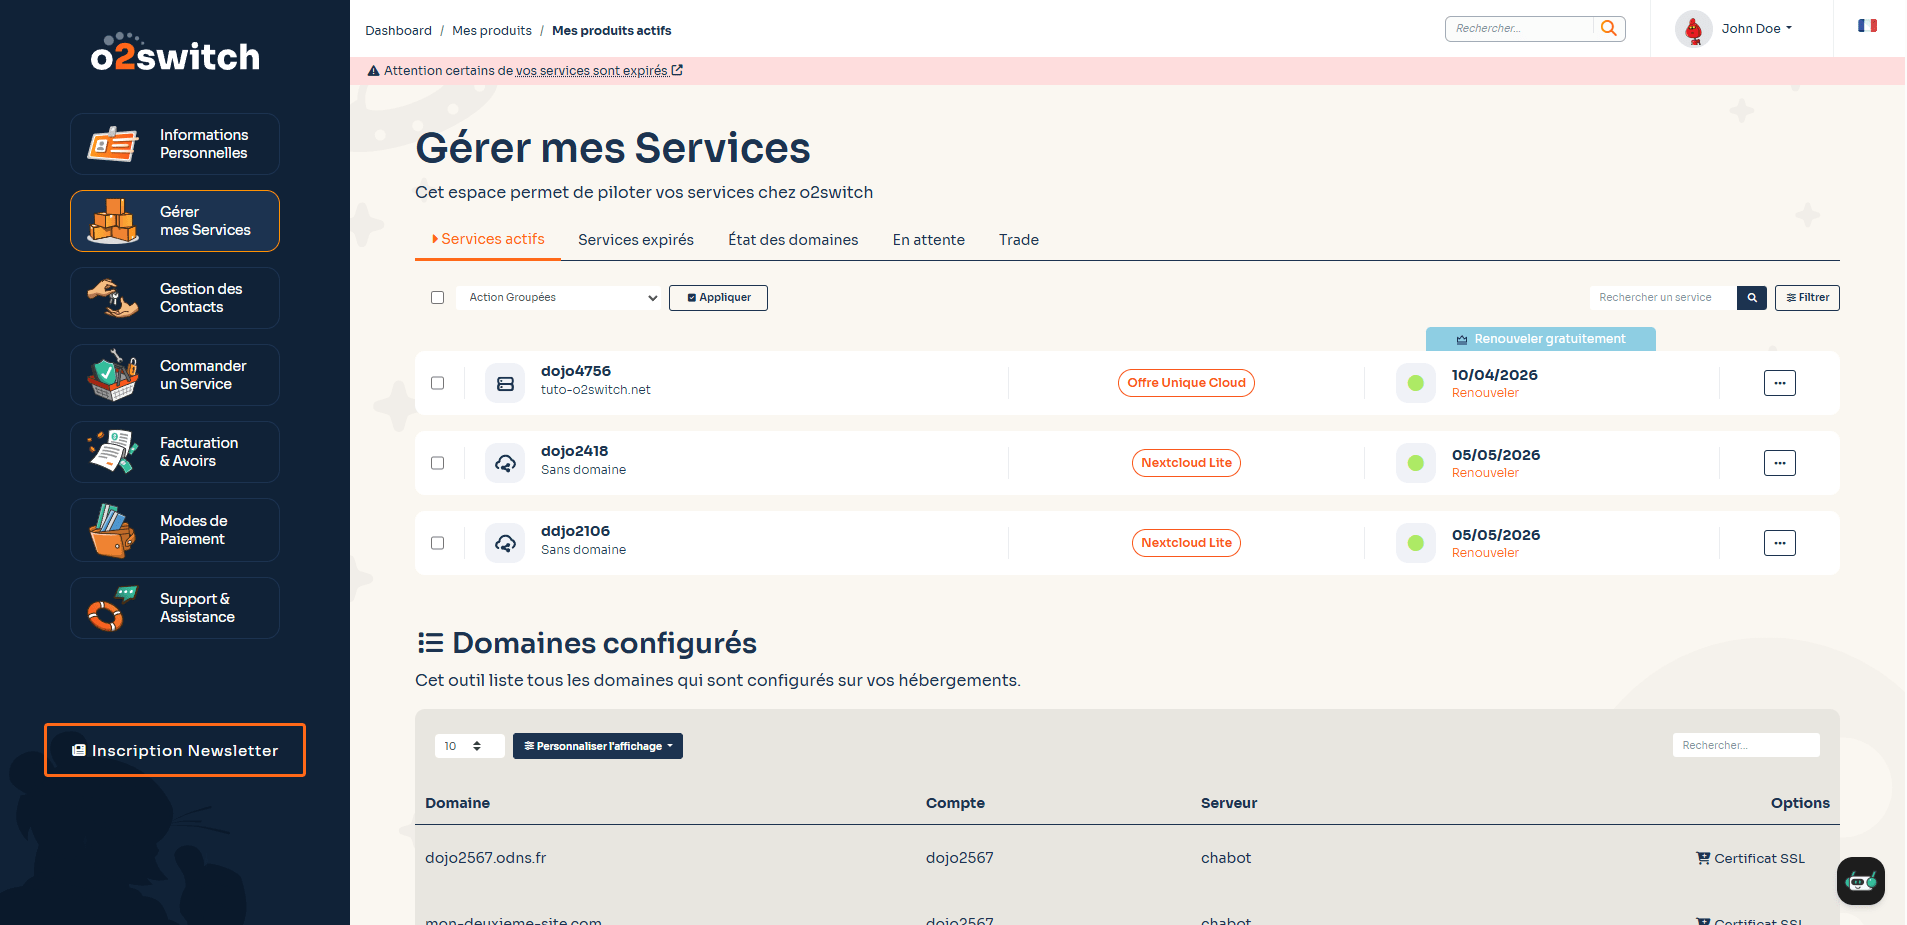 o2switch
Informations
Personnelles
Gérer
mes Services
Gestion des
Contacts
Commander
un Service
Facturation
& Avoirs
Modes de
Paiement
Support &
Assistance
Inscription Newsletter
Dashboard / Mes produits / Mes produits actifs
Rechercher...
John Doe
Attention certains de vos services sont expirés
Gérer mes Services
Cet espace permet de piloter vos services chez o2switch
Services actifs
Services expirés
État des domaines
En attente
Trade
Action Groupées
Appliquer
Rechercher un service
Filtrer
Renouveler gratuitement
dojo4756
tuto-o2switch.net
Offre Unique Cloud
10/04/2026
Renouveler
dojo2418
Sans domaine
Nextcloud Lite
05/05/2026
Renouveler
ddjo2106
Sans domaine
Nextcloud Lite
05/05/2026
Renouveler
Domaines configurés
Cet outil liste tous les domaines qui sont configurés sur vos hébergements.
10
Personnaliser l'affichage
Rechercher...
Domaine Compte Serveur Options
dojo2567.odns.fr dojo2567 chabot Certificat SSL
mon-deuxieme-site.com dojo2567 chabot Certificat SSL